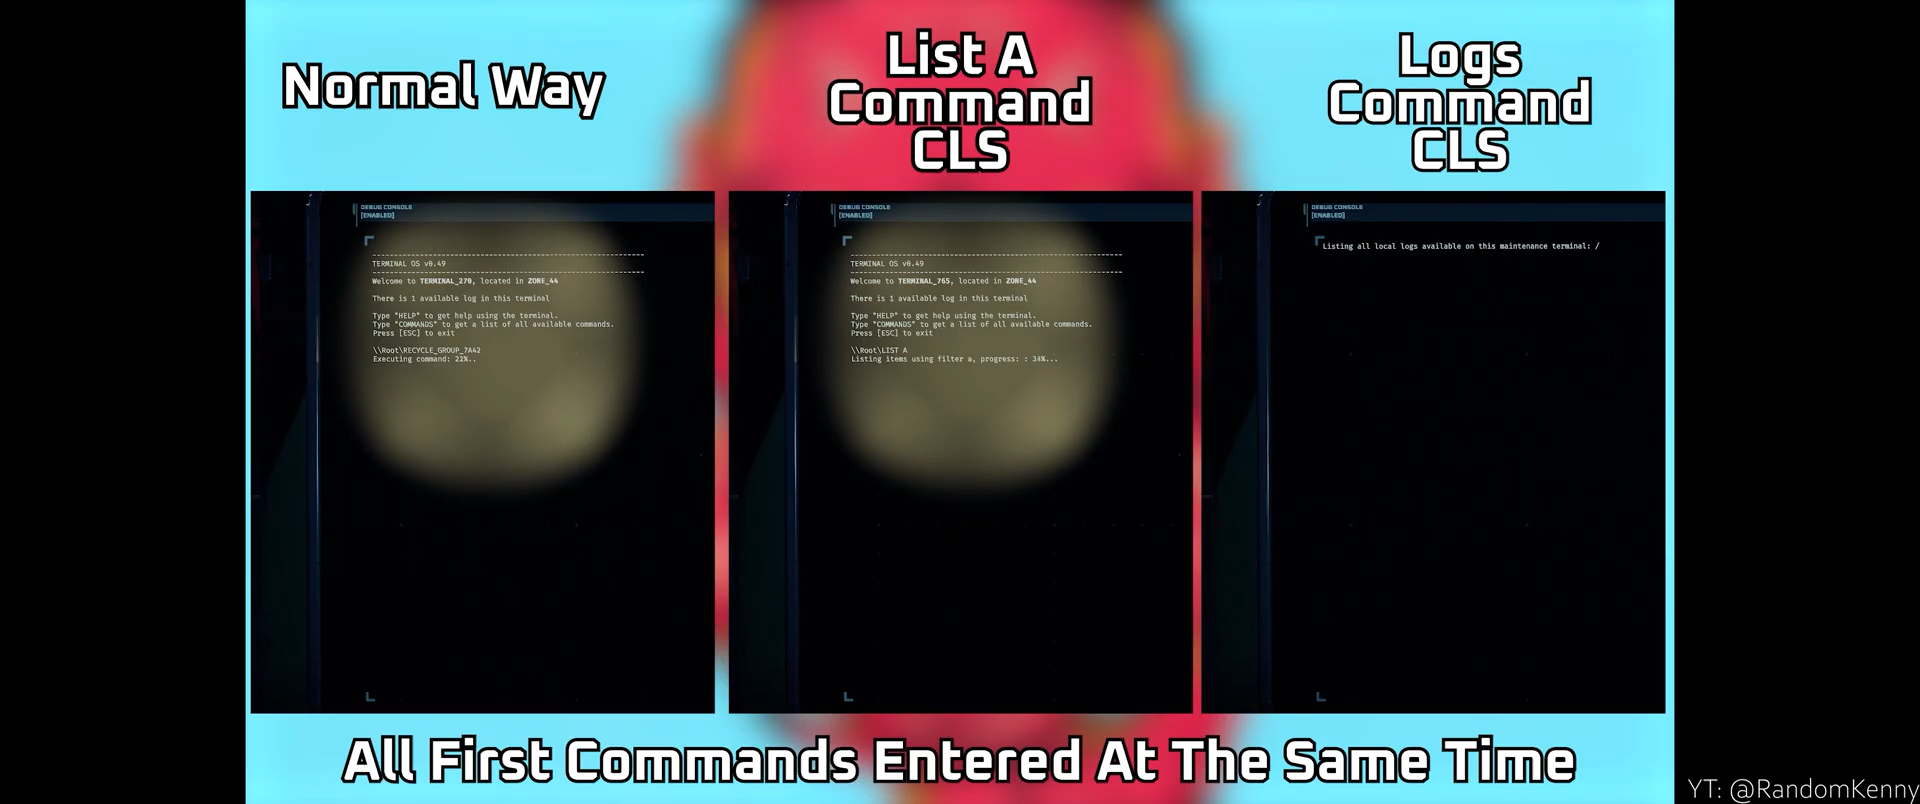 Normal Way
List A
Command
CLS
Logs
Command
CLS
DEBUG CONSOLE
[ENABLED]
------------------------------------------------------------------
TERMINAL OS v0.49
------------------------------------------------------------------
Welcome to TERMINAL_270, located in ZONE_44
There is 1 available log in this terminal
Type "HELP" to get help using the terminal.
Type "COMMANDS" to get a list of all available commands.
Press [ESC] to exit
\\Root\RECYCLE_GROUP_7A42
Executing command: 22%..
DEBUG CONSOLE
[ENABLED]
------------------------------------------------------------------
TERMINAL OS v0.49
------------------------------------------------------------------
Welcome to TERMINAL_765, located in ZONE_44
There is 1 available log in this terminal
Type "HELP" to get help using the terminal.
Type "COMMANDS" to get a list of all available commands.
Press [ESC] to exit
\\Root\LIST A
Listing items using filter a, progress: :
DEBUG CONSOLE
[ENABLED]
Listing all local logs available on this maintenance terminal: /
All First Commands Entered At The Same Time
YT: @RandomKenny